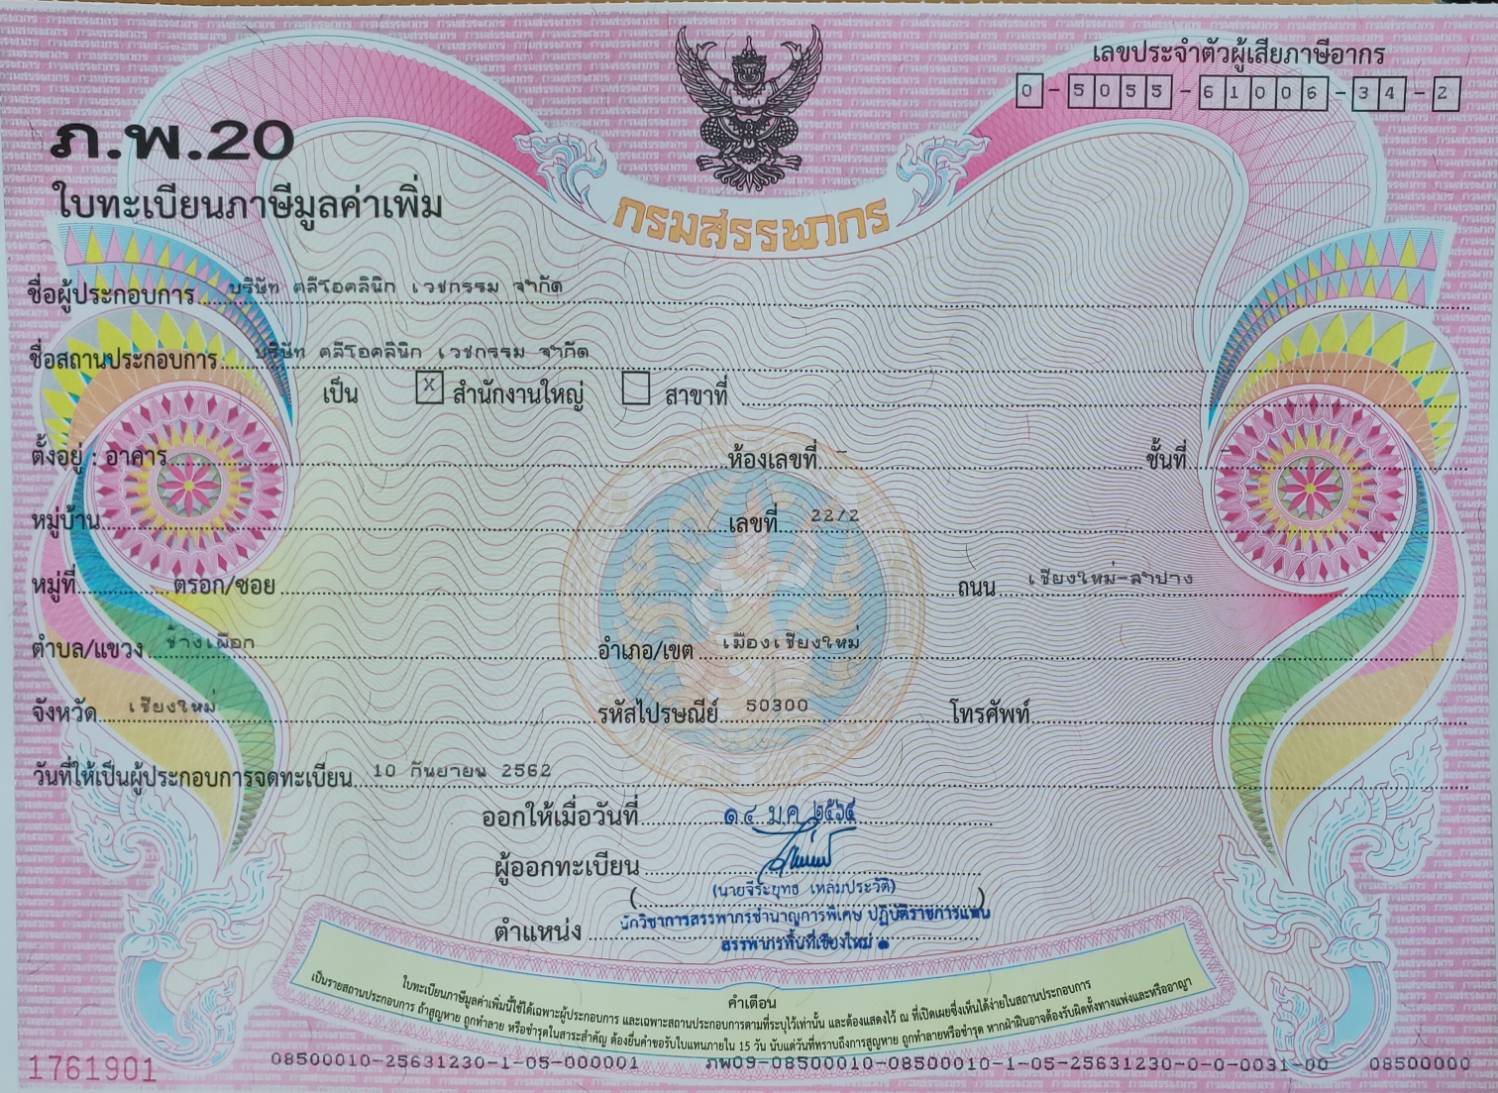 เลขประจำตัวผู้เสียภาษีอากร
0-5055-61006-34-2
ภ.พ.20
ใบทะเบียนภาษีมูลค่าเพิ่ม
กรมสรรพากร
ชื่อผู้ประกอบการ บริษัท คลีโอคลินิก เวชกรรม จำกัด
ชื่อสถานประกอบการ บริษัท คลีโอคลินิก เวชกรรม จำกัด
เป็น X สำนักงานใหญ่ สาขาที่
ตั้งอยู่ : อาคาร ห้องเลขที่ - ชั้นที่ -
หมู่บ้าน เลขที่ 22/2
หมู่ที่ ตรอก/ซอย ถนน เชียงใหม่-ลำปาง
ตำบล/แขวง ช้างเผือก อำเภอ/เขต เมืองเชียงใหม่
จังหวัด เชียงใหม่ รหัสไปรษณีย์ 50300 โทรศัพท์
วันที่ให้เป็นผู้ประกอบการจดทะเบียน 10 กันยายน 2562
ออกให้เมื่อวันที่ ๑๔ ม.ค. ๒๕๖๔
ผู้ออกทะเบียน
(นายจีระยุทธ เหล่มประวัติ)
ตำแหน่ง นักวิชาการสรรพากรชำนาญการพิเศษ ปฏิบัติราชการแทน
สรรพากรพื้นที่เชียงใหม่ ๑
คำเตือน
ใบทะเบียนภาษีมูลค่าเพิ่มนี้ใช้ได้เฉพาะผู้ประกอบการ และเฉพาะสถานประกอบการตามที่ระบุไว้เท่านั้น และต้องแสดงไว้ ณ ที่เปิดเผยซึ่งเห็นได้ง่ายในสถานประกอบการ
เป็นรายสถานประกอบการ ถ้าสูญหาย ถูกทำลาย หรือชำรุดในสาระสำคัญ ต้องยื่นคำขอรับใบแทนภายใน 15 วัน นับแต่วันที่ทราบถึงการสูญหาย ถูกทำลายหรือชำรุด หากฝ่าฝืนอาจต้องรับผิดทั้งทางแพ่งและหรืออาญา
1761901 08500010-25631230-1-05-000001 ภพ09-08500010-08500010-1-05-25631230-0-0-0031-00 08500000